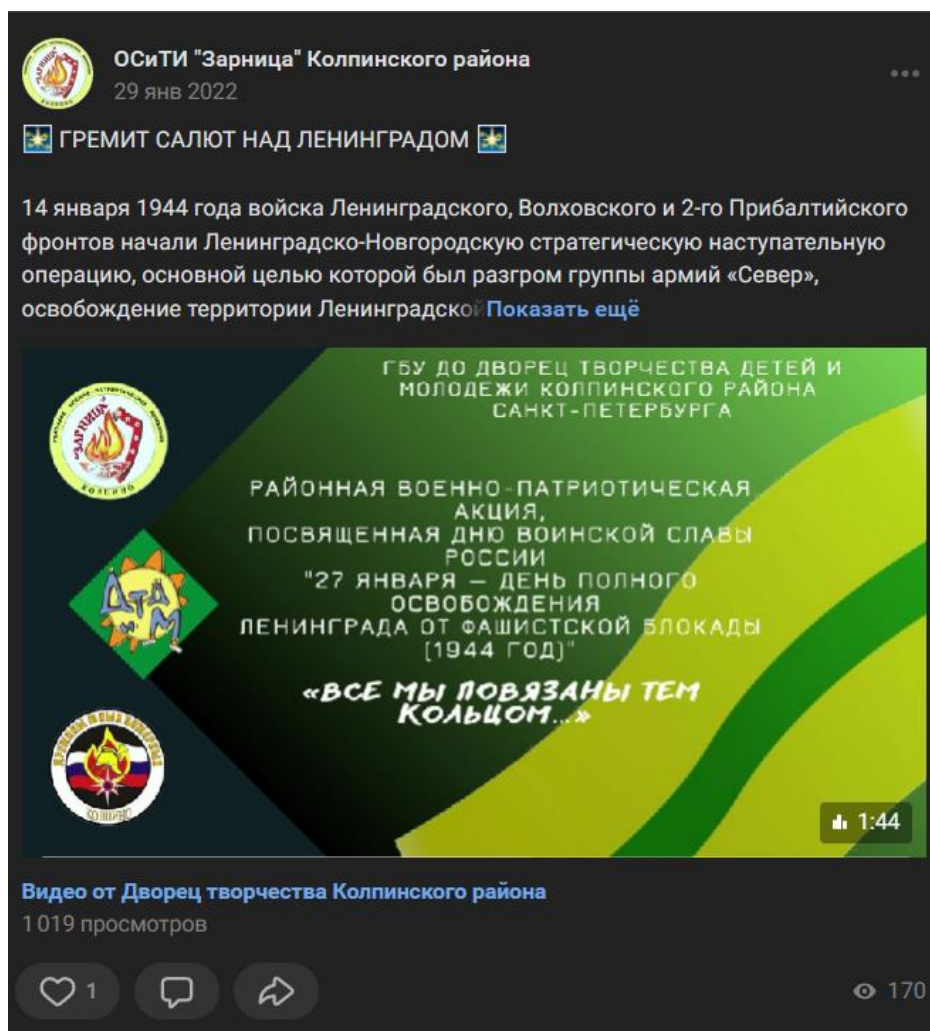 ОСиТИ "Зарница" Колпинского района
29 янв 2022
ГРЕМИТ САЛЮТ НАД ЛЕНИНГРАДОМ
14 января 1944 года войска Ленинградского, Волховского и 2-го Прибалтийского
фронтов начали Ленинградско-Новгородскую стратегическую наступательную
операцию, основной целью которой был разгром группы армий «Север»,
освобождение территории Ленинградской Показать ещё
ГБУ ДО ДВОРЕЦ ТВОРЧЕСТВА ДЕТЕЙ И
МОЛОДЕЖИ КОЛПИНСКОГО РАЙОНА
САНКТ-ПЕТЕРБУРГА
"ЗАРНИЦА"
КОЛПИНО
РАЙОННАЯ ВОЕННО-ПАТРИОТИЧЕСКАЯ
АКЦИЯ,
ПОСВЯЩЕННАЯ ДНЮ ВОИНСКОЙ СЛАВЫ
РОССИИ
"27 ЯНВАРЯ — ДЕНЬ ПОЛНОГО
ОСВОБОЖДЕНИЯ
ЛЕНИНГРАДА ОТ ФАШИСТСКОЙ БЛОКАДЫ
(1944 ГОД)"
«ВСЕ МЫ ПОВЯЗАНЫ ТЕМ
КОЛЬЦОМ...»
ДТДиМ
КОЛПИНО
1:44
Видео от Дворец творчества Колпинского района
1 019 просмотров
1
170